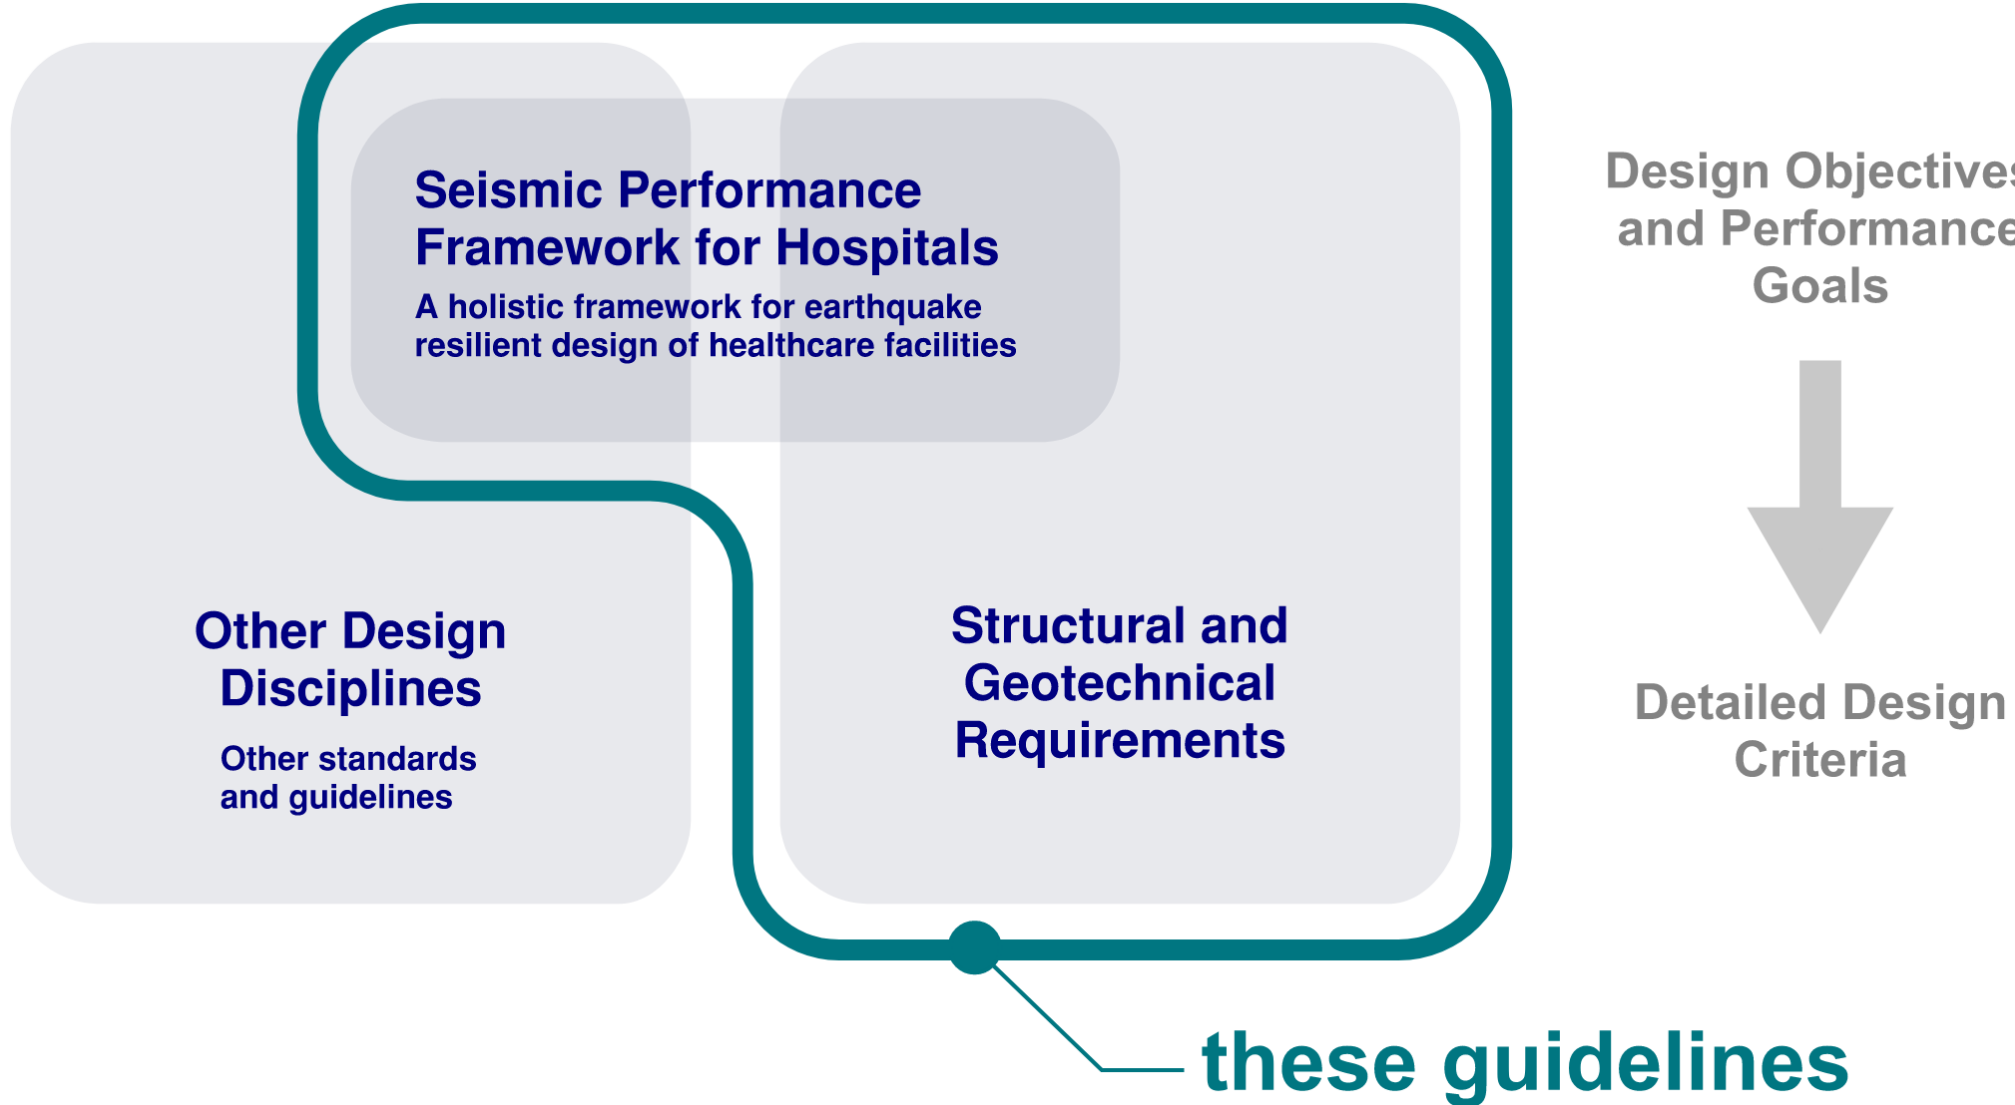 Seismic Performance
Framework for Hospitals
A holistic framework for earthquake
resilient design of healthcare facilities
Other Design
Disciplines
Other standards
and guidelines
Structural and
Geotechnical
Requirements
Design Objectives
and Performance
Goals
Detailed Design
Criteria
these guidelines